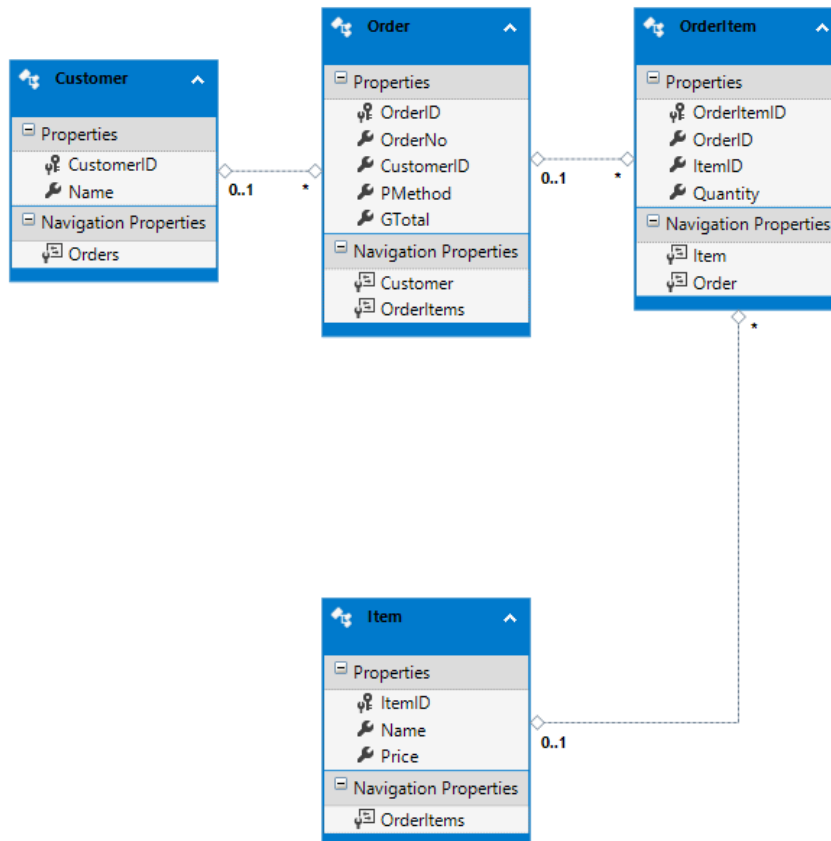 Customer
Properties
CustomerID
Name
Navigation Properties
Orders
0..1
*
Order
Properties
OrderID
OrderNo
CustomerID
PMethod
GTotal
Navigation Properties
Customer
OrderItems
0..1
*
OrderItem
Properties
OrderItemID
OrderID
ItemID
Quantity
Navigation Properties
Item
Order
*
Item
Properties
ItemID
Name
Price
Navigation Properties
OrderItems
0..1